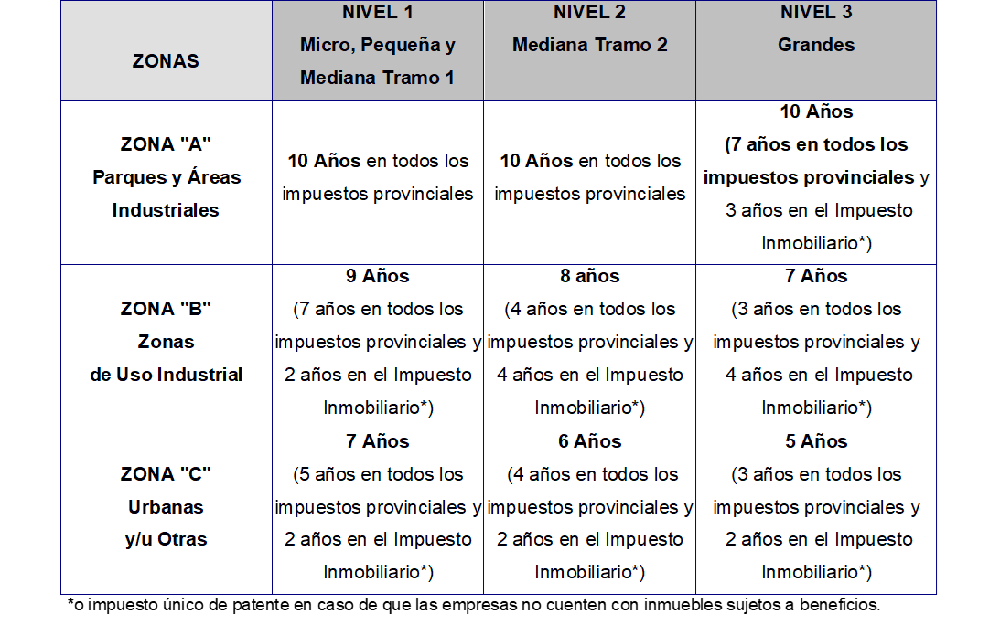 ZONAS
NIVEL 1
Micro, Pequeña y
Mediana Tramo 1
NIVEL 2
Mediana Tramo 2
NIVEL 3
Grandes
ZONA "A"
Parques y Áreas
Industriales
10 Años en todos los
impuestos provinciales
10 Años en todos los
impuestos provinciales
10 Años
(7 años en todos los
impuestos provinciales y
3 años en el Impuesto
Inmobiliario*)
ZONA "B"
Zonas
de Uso Industrial
9 Años
(7 años en todos los
impuestos provinciales y
2 años en el Impuesto
Inmobiliario*)
8 años
(4 años en todos los
impuestos provinciales y
4 años en el Impuesto
Inmobiliario*)
7 Años
(3 años en todos los
impuestos provinciales y
4 años en el Impuesto
Inmobiliario*)
ZONA "C"
Urbanas
y/u Otras
7 Años
(5 años en todos los
impuestos provinciales y
2 años en el Impuesto
Inmobiliario*)
6 Años
(4 años en todos los
impuestos provinciales y
2 años en el Impuesto
Inmobiliario*)
5 Años
(3 años en todos los
impuestos provinciales y
2 años en el Impuesto
Inmobiliario*)
*o impuesto único de patente en caso de que las empresas no cuenten con inmuebles sujetos a beneficios.